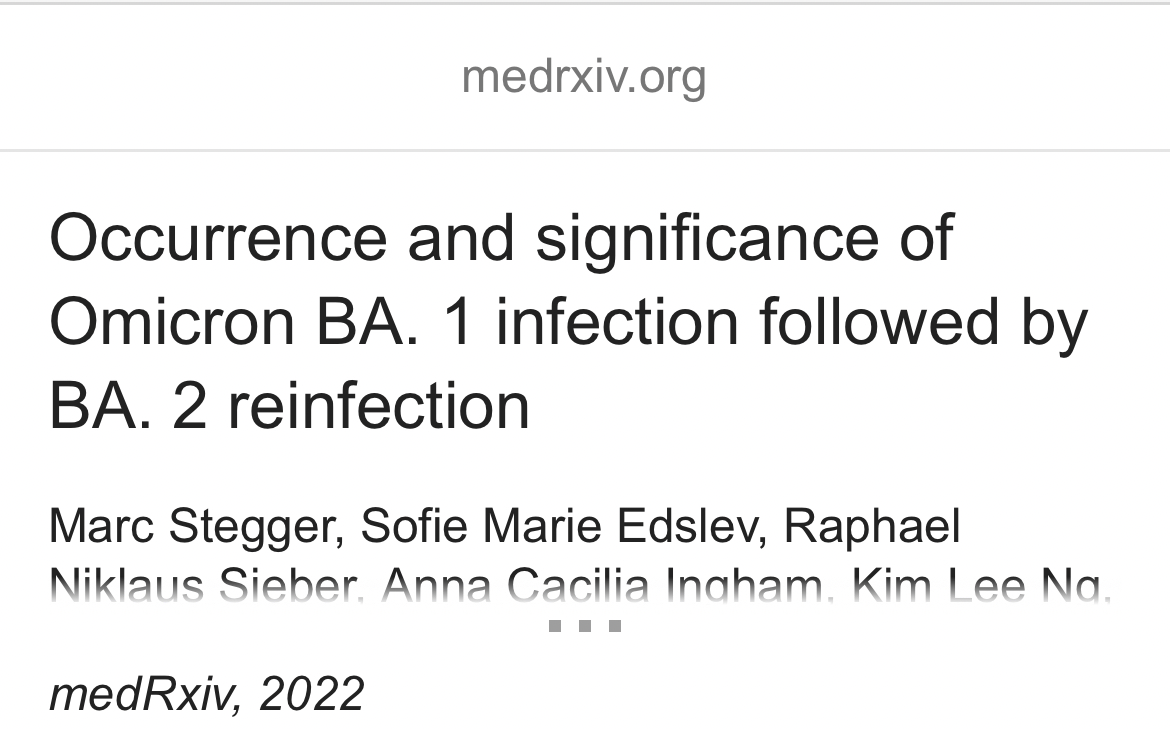 medrxiv.org
Occurrence and significance of
Omicron BA. 1 infection followed by
BA. 2 reinfection
Marc Stegger, Sofie Marie Edslev, Raphael
Niklaus Sieber, Anna Cacilia Ingham, Kim Lee Ng,
medRxiv, 2022